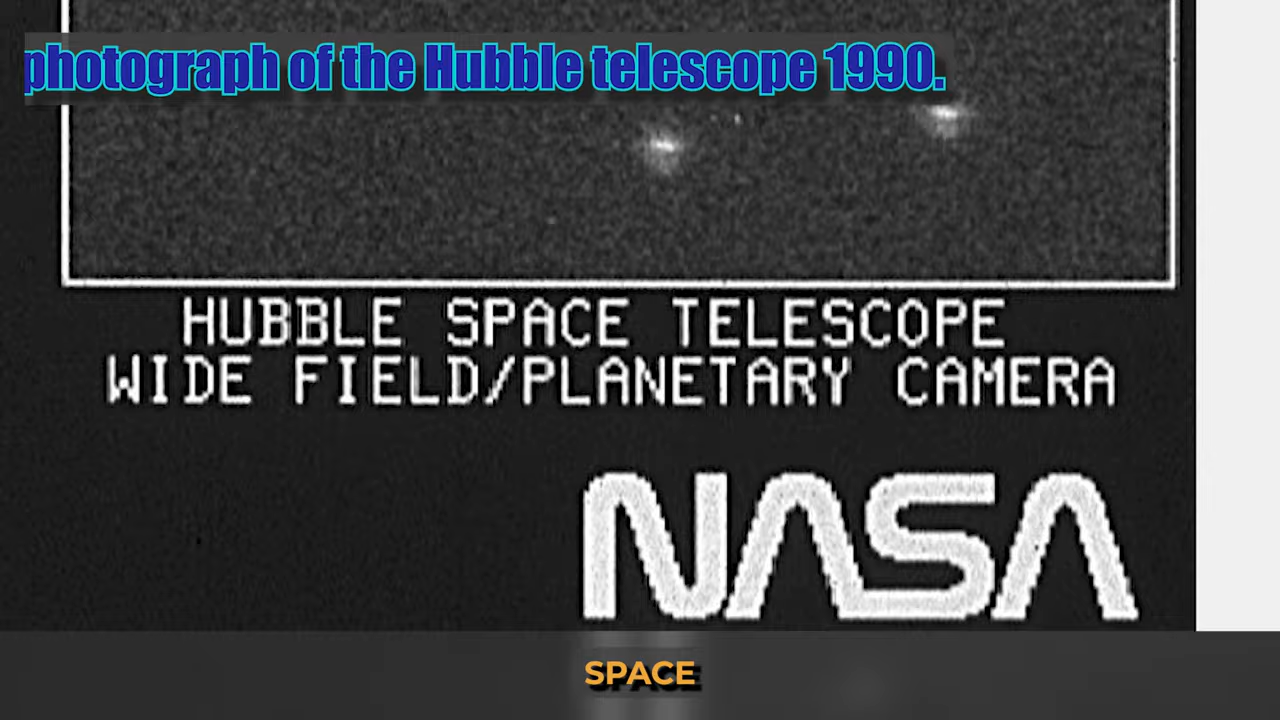 photograph of the Hubble telescope 1990.
HUBBLE SPACE TELESCOPE
WIDE FIELD/PLANETARY CAMERA
NASA
SPACE